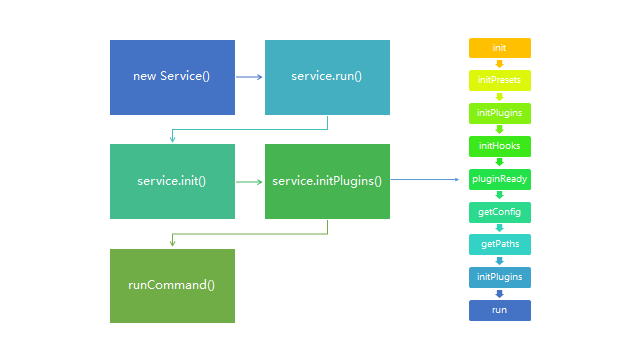 new Service()
service.run()
service.init()
service.initPlugins()
runCommand()
init
initPresets
initPlugins
initHooks
pluginReady
getConfig
getPaths
initPlugins
run